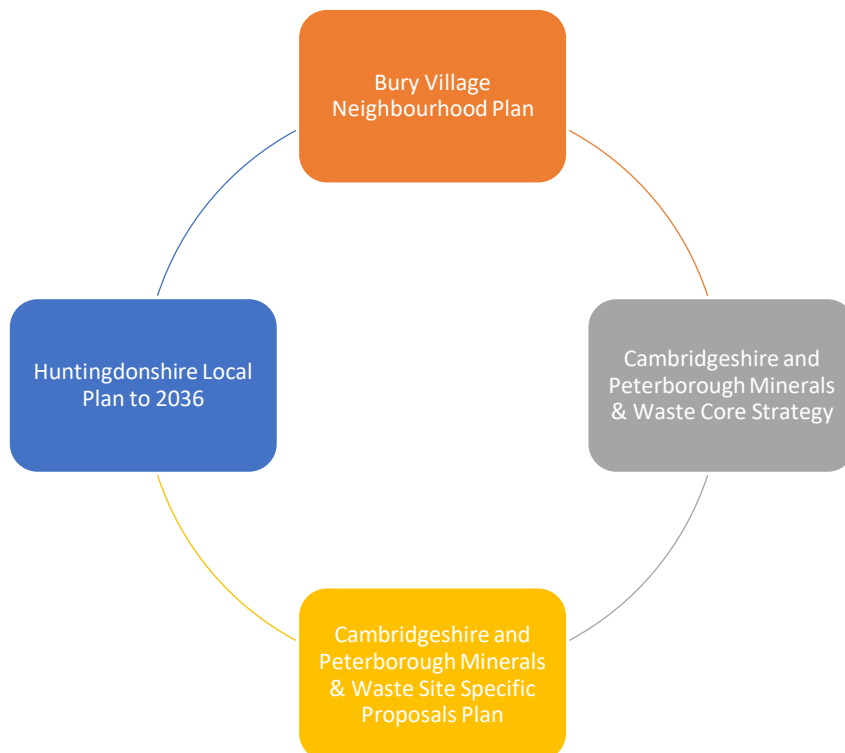 Bury Village
Neighbourhood Plan
Huntingdonshire Local
Plan to 2036
Cambridgeshire and
Peterborough Minerals
& Waste Core Strategy
Cambridgeshire and
Peterborough Minerals
& Waste Site Specific
Proposals Plan